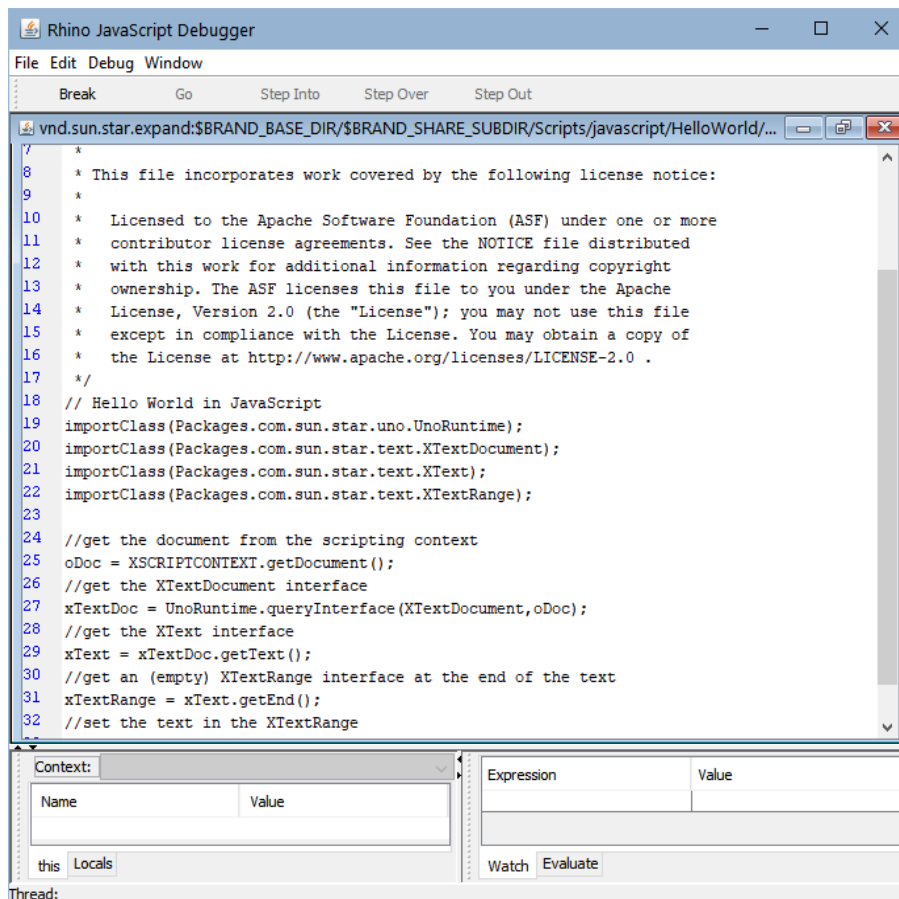 Rhino JavaScript Debugger
File Edit Debug Window
Break Go Step Into Step Over Step Out
vnd.sun.star.expand:$BRAND_BASE_DIR/$BRAND_SHARE_SUBDIR/Scripts/javascript/HelloWorld/...
7 *
8 * This file incorporates work covered by the following license notice:
9 *
10 * Licensed to the Apache Software Foundation (ASF) under one or more
11 * contributor license agreements. See the NOTICE file distributed
12 * with this work for additional information regarding copyright
13 * ownership. The ASF licenses this file to you under the Apache
14 * License, Version 2.0 (the "License"); you may not use this file
15 * except in compliance with the License. You may obtain a copy of
16 * the License at http://www.apache.org/licenses/LICENSE-2.0 .
17 */
18 // Hello World in JavaScript
19 importClass(Packages.com.sun.star.uno.UnoRuntime);
20 importClass(Packages.com.sun.star.text.XTextDocument);
21 importClass(Packages.com.sun.star.text.XText);
22 importClass(Packages.com.sun.star.text.XTextRange);
23
24 //get the document from the scripting context
25 oDoc = XSCRIPTCONTEXT.getDocument();
26 //get the XTextDocument interface
27 xTextDoc = UnoRuntime.queryInterface(XTextDocument,oDoc);
28 //get the XText interface
29 xText = xTextDoc.getText();
30 //get an (empty) XTextRange interface at the end of the text
31 xTextRange = xText.getEnd();
32 //set the text in the XTextRange
Context:
Name Value
this Locals
Expression Value
Watch Evaluate
Thread: